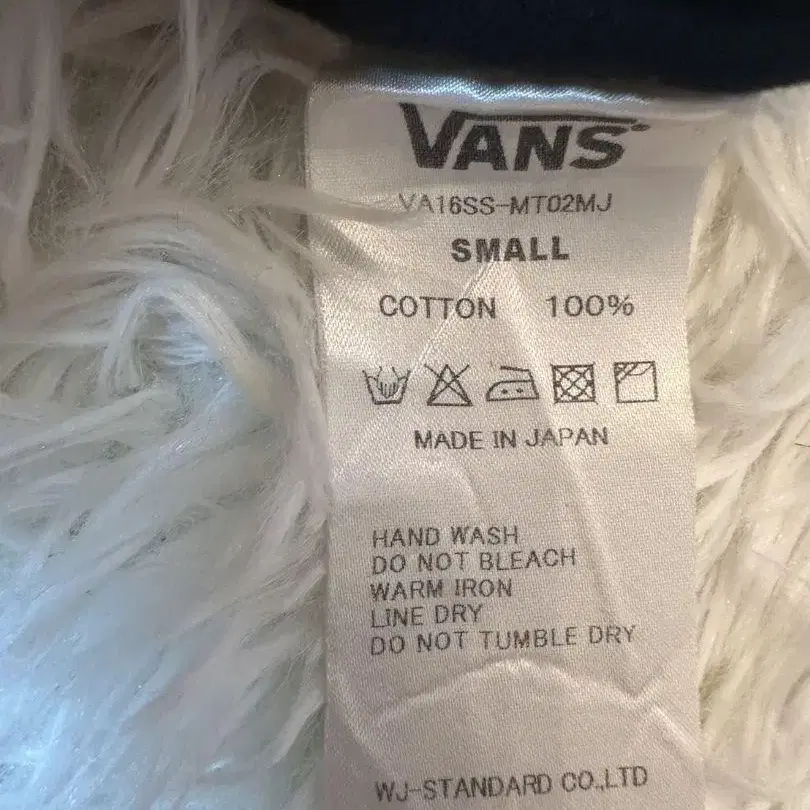 VANS
VA16SS-MT02MJ
SMALL
COTTON 100%
MADE IN JAPAN
HAND WASH
DO NOT BLEACH
WARM IRON
LINE DRY
DO NOT TUMBLE DRY
WJ-STANDARD CO.,LTD